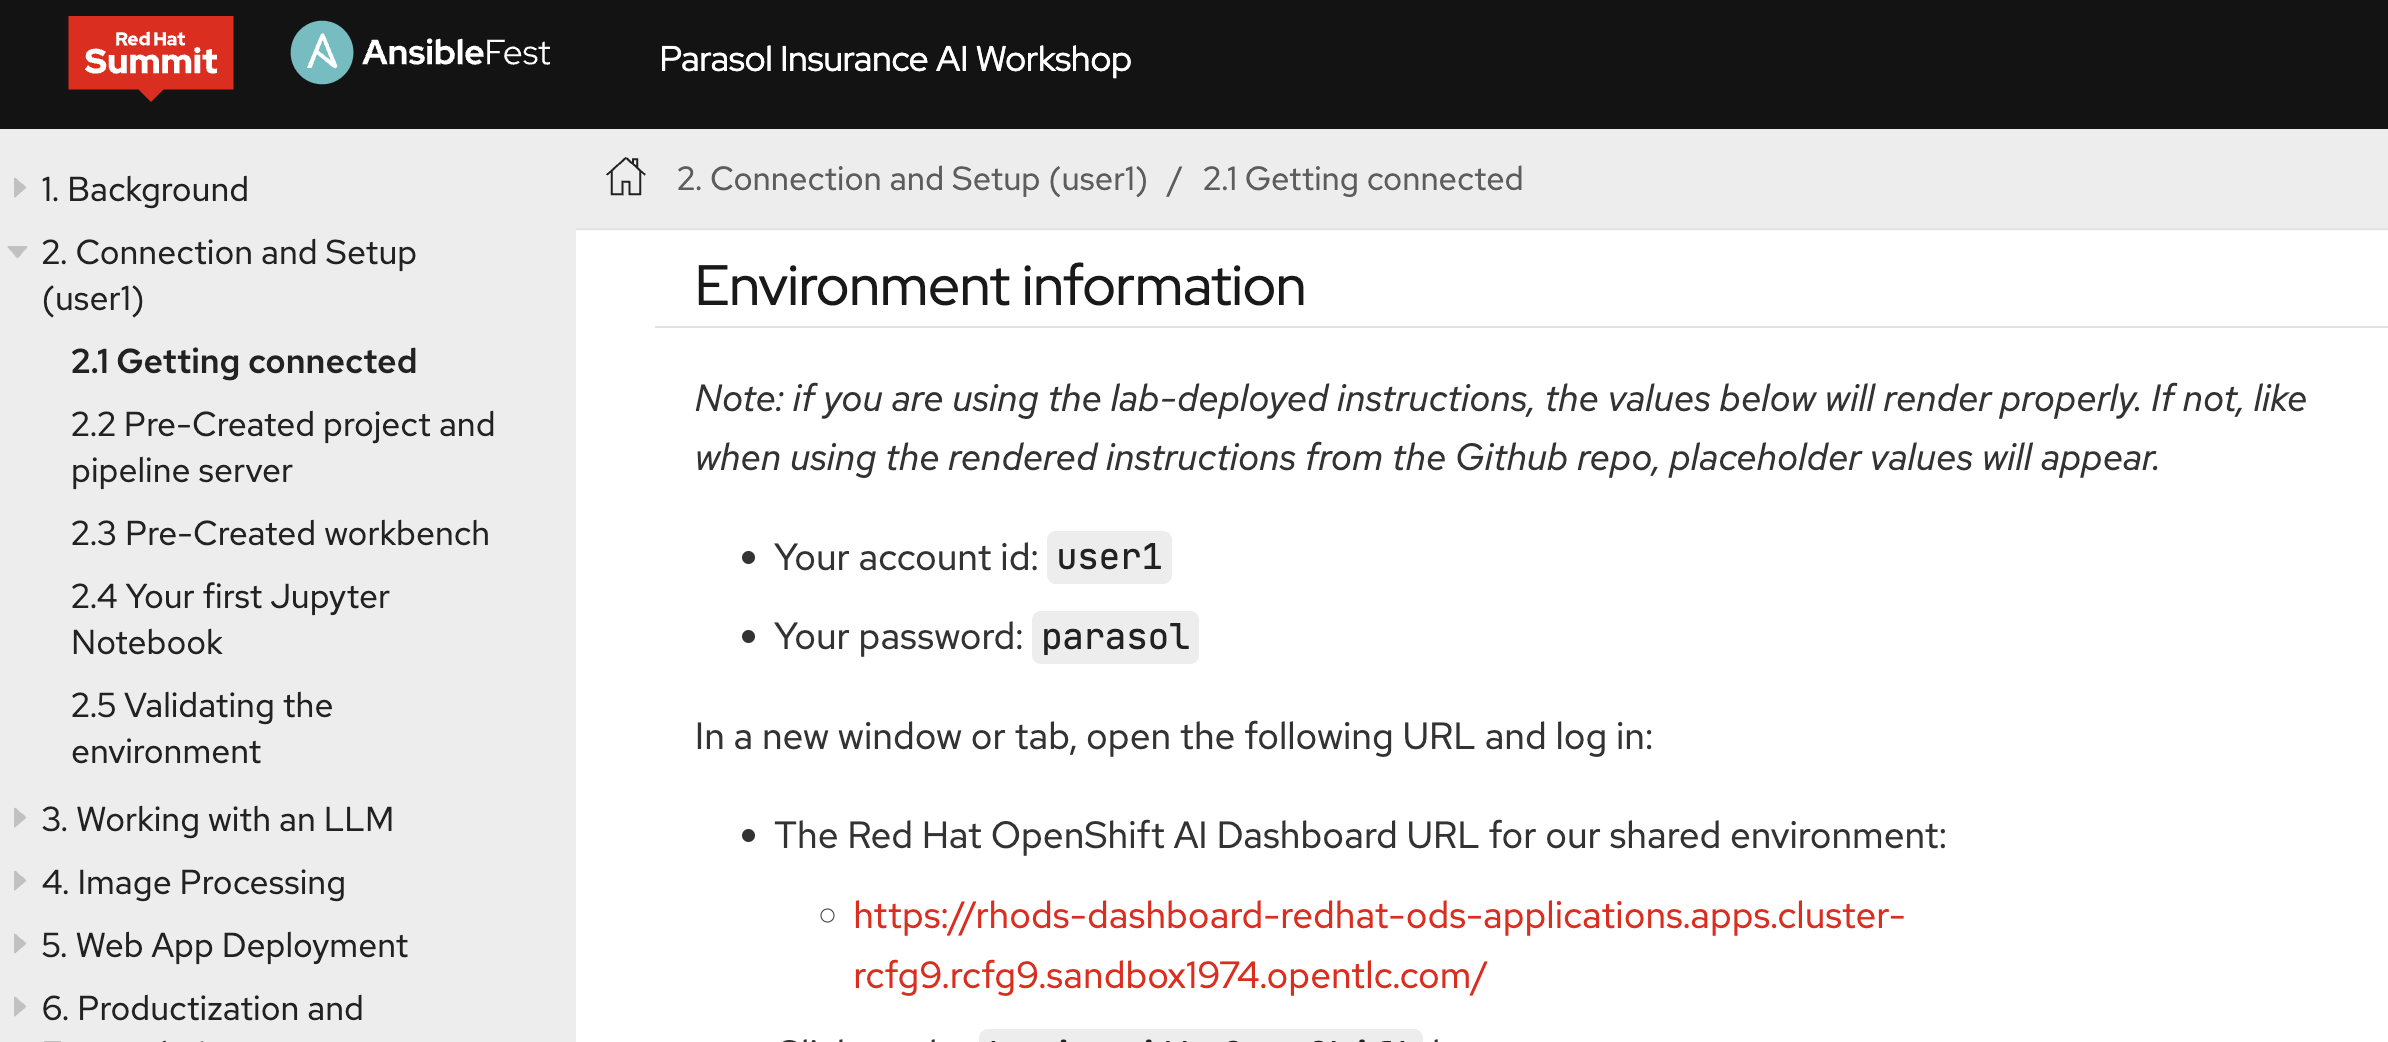 Red Hat
Summit
AnsibleFest
Parasol Insurance AI Workshop
1. Background
2. Connection and Setup
(user1)
2.1 Getting connected
2.2 Pre-Created project and
pipeline server
2.3 Pre-Created workbench
2.4 Your first Jupyter
Notebook
2.5 Validating the
environment
3. Working with an LLM
4. Image Processing
5. Web App Deployment
6. Productization and
2. Connection and Setup (user1) / 2.1 Getting connected
Environment information
Note: if you are using the lab-deployed instructions, the values below will render properly. If not, like
when using the rendered instructions from the Github repo, placeholder values will appear.
Your account id: user1
Your password: parasol
In a new window or tab, open the following URL and log in:
The Red Hat OpenShift AI Dashboard URL for our shared environment:
https://rhods-dashboard-redhat-ods-applications.apps.cluster-
rcfg9.rcfg9.sandbox1974.opentlc.com/